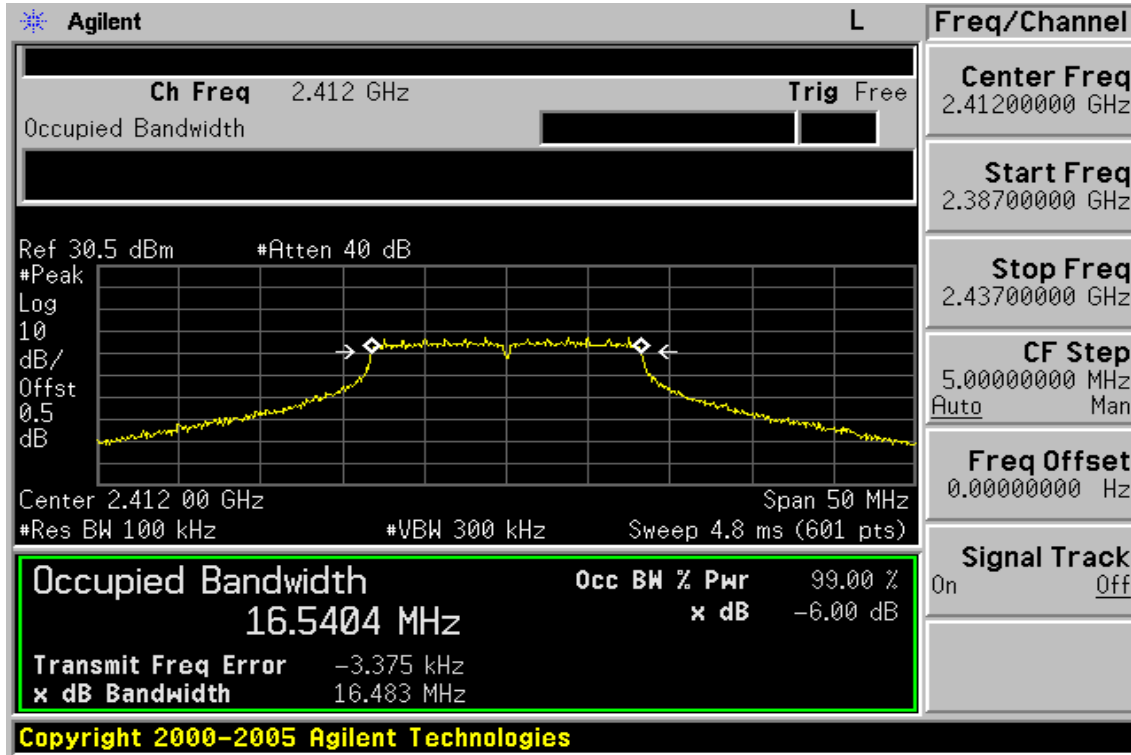 Agilent L Freq/Channel
Ch Freq 2.412 GHz Trig Free
Occupied Bandwidth
Ref 30.5 dBm #Atten 40 dB
#Peak
Log
10
dB/
Offst
0.5
dB
Center 2.412 00 GHz Span 50 MHz
#Res BW 100 kHz #VBW 300 kHz Sweep 4.8 ms (601 pts)
Occupied Bandwidth Occ BW % Pwr 99.00 %
16.5404 MHz x dB -6.00 dB
Transmit Freq Error -3.375 kHz
x dB Bandwidth 16.483 MHz
Copyright 2000-2005 Agilent Technologies
Center Freq
2.41200000 GHz
Start Freq
2.38700000 GHz
Stop Freq
2.43700000 GHz
CF Step
5.00000000 MHz
Auto Man
Freq Offset
0.00000000 Hz
Signal Track
On Off